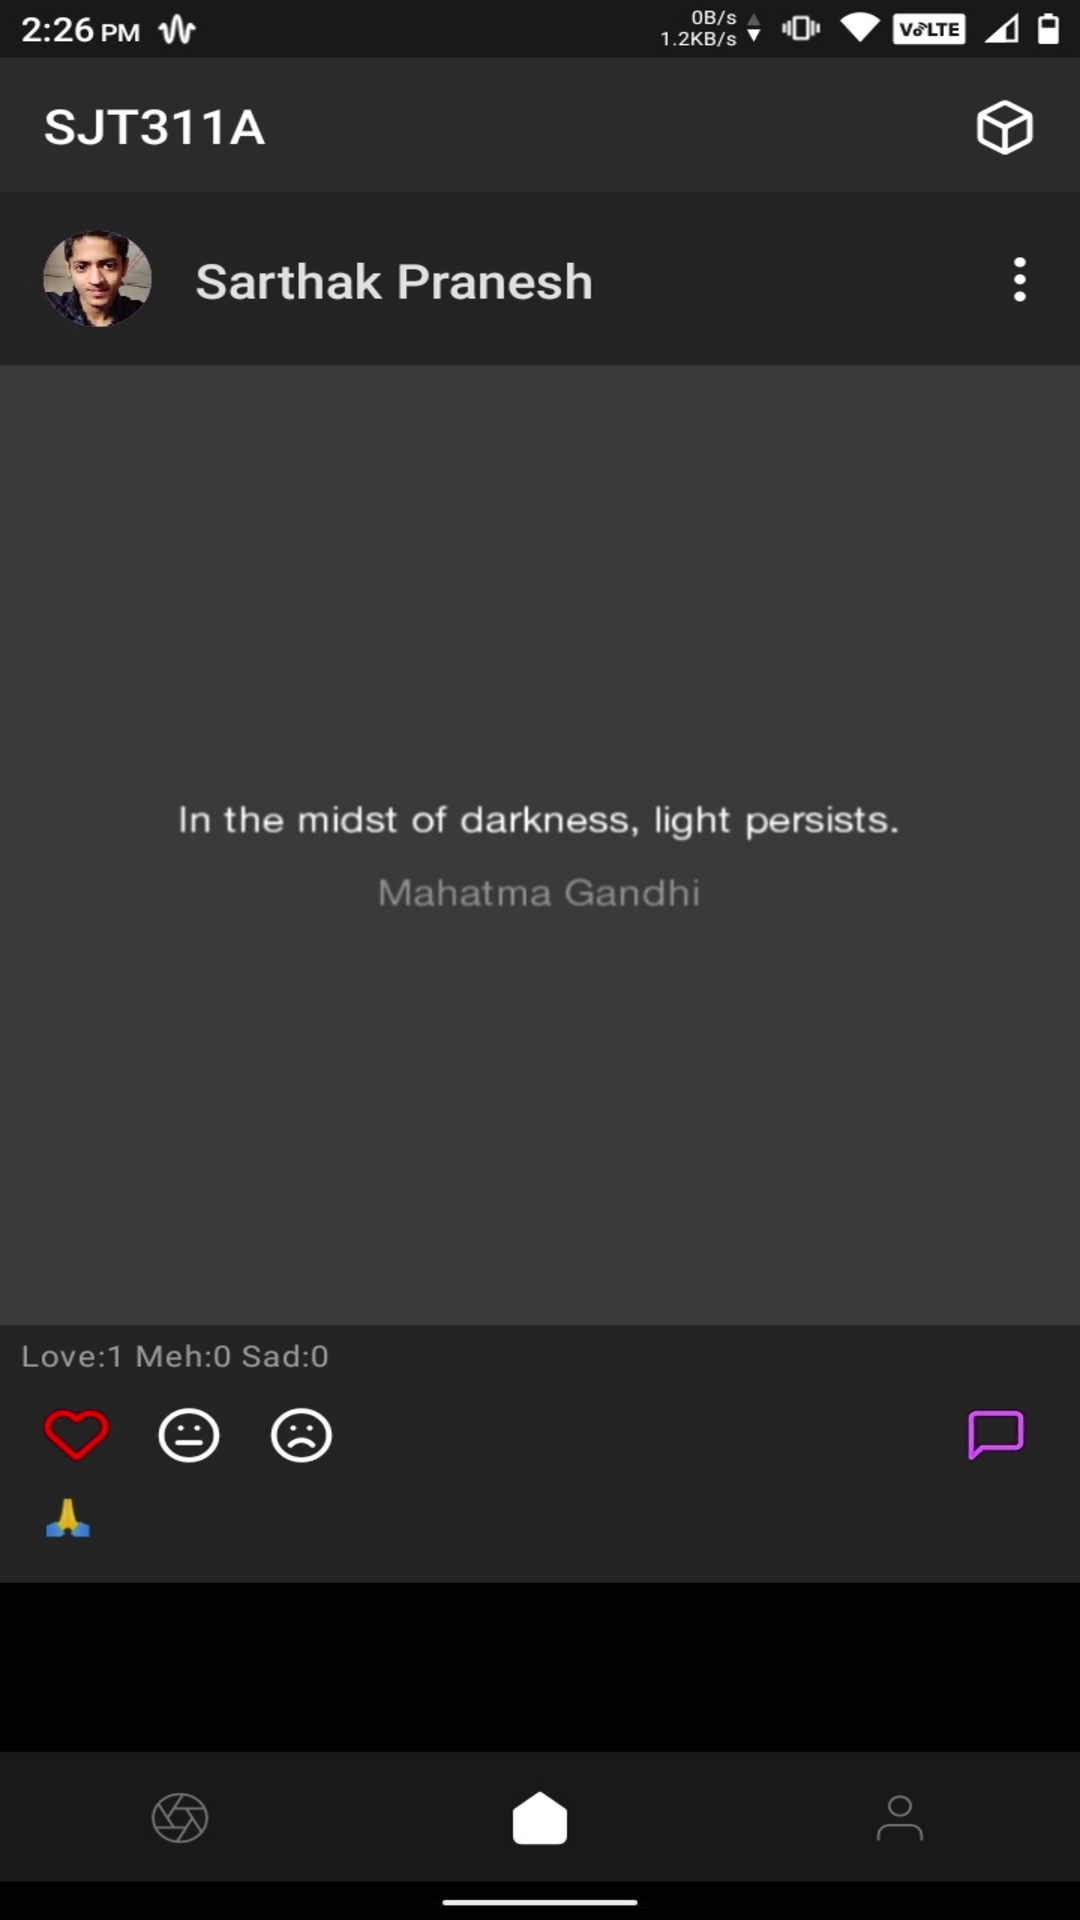 2:26 PM
0B/s
1.2KB/s
VoLTE
SJT311A
Sarthak Pranesh
In the midst of darkness, light persists.
Mahatma Gandhi
Love:1 Meh:0 Sad:0